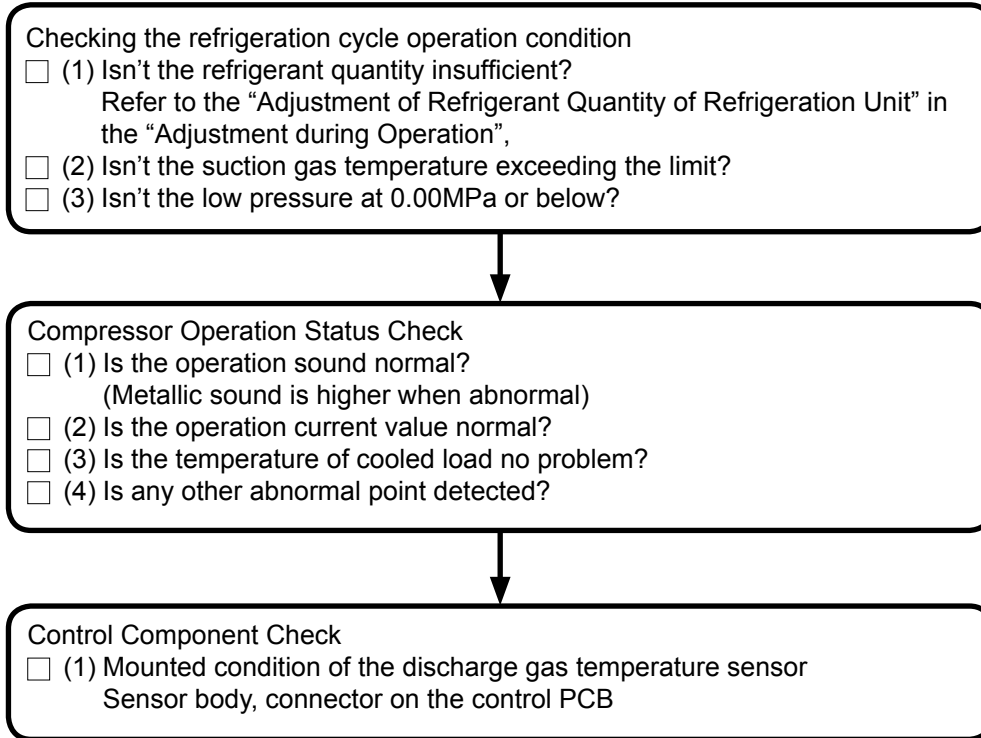 Checking the refrigeration cycle operation condition
□ (1) Isn’t the refrigerant quantity insufficient?
Refer to the “Adjustment of Refrigerant Quantity of Refrigeration Unit” in
the “Adjustment during Operation”,
□ (2) Isn’t the suction gas temperature exceeding the limit?
□ (3) Isn’t the low pressure at 0.00MPa or below?
Compressor Operation Status Check
□ (1) Is the operation sound normal?
(Metallic sound is higher when abnormal)
□ (2) Is the operation current value normal?
□ (3) Is the temperature of cooled load no problem?
□ (4) Is any other abnormal point detected?
Control Component Check
□ (1) Mounted condition of the discharge gas temperature sensor
Sensor body, connector on the control PCB